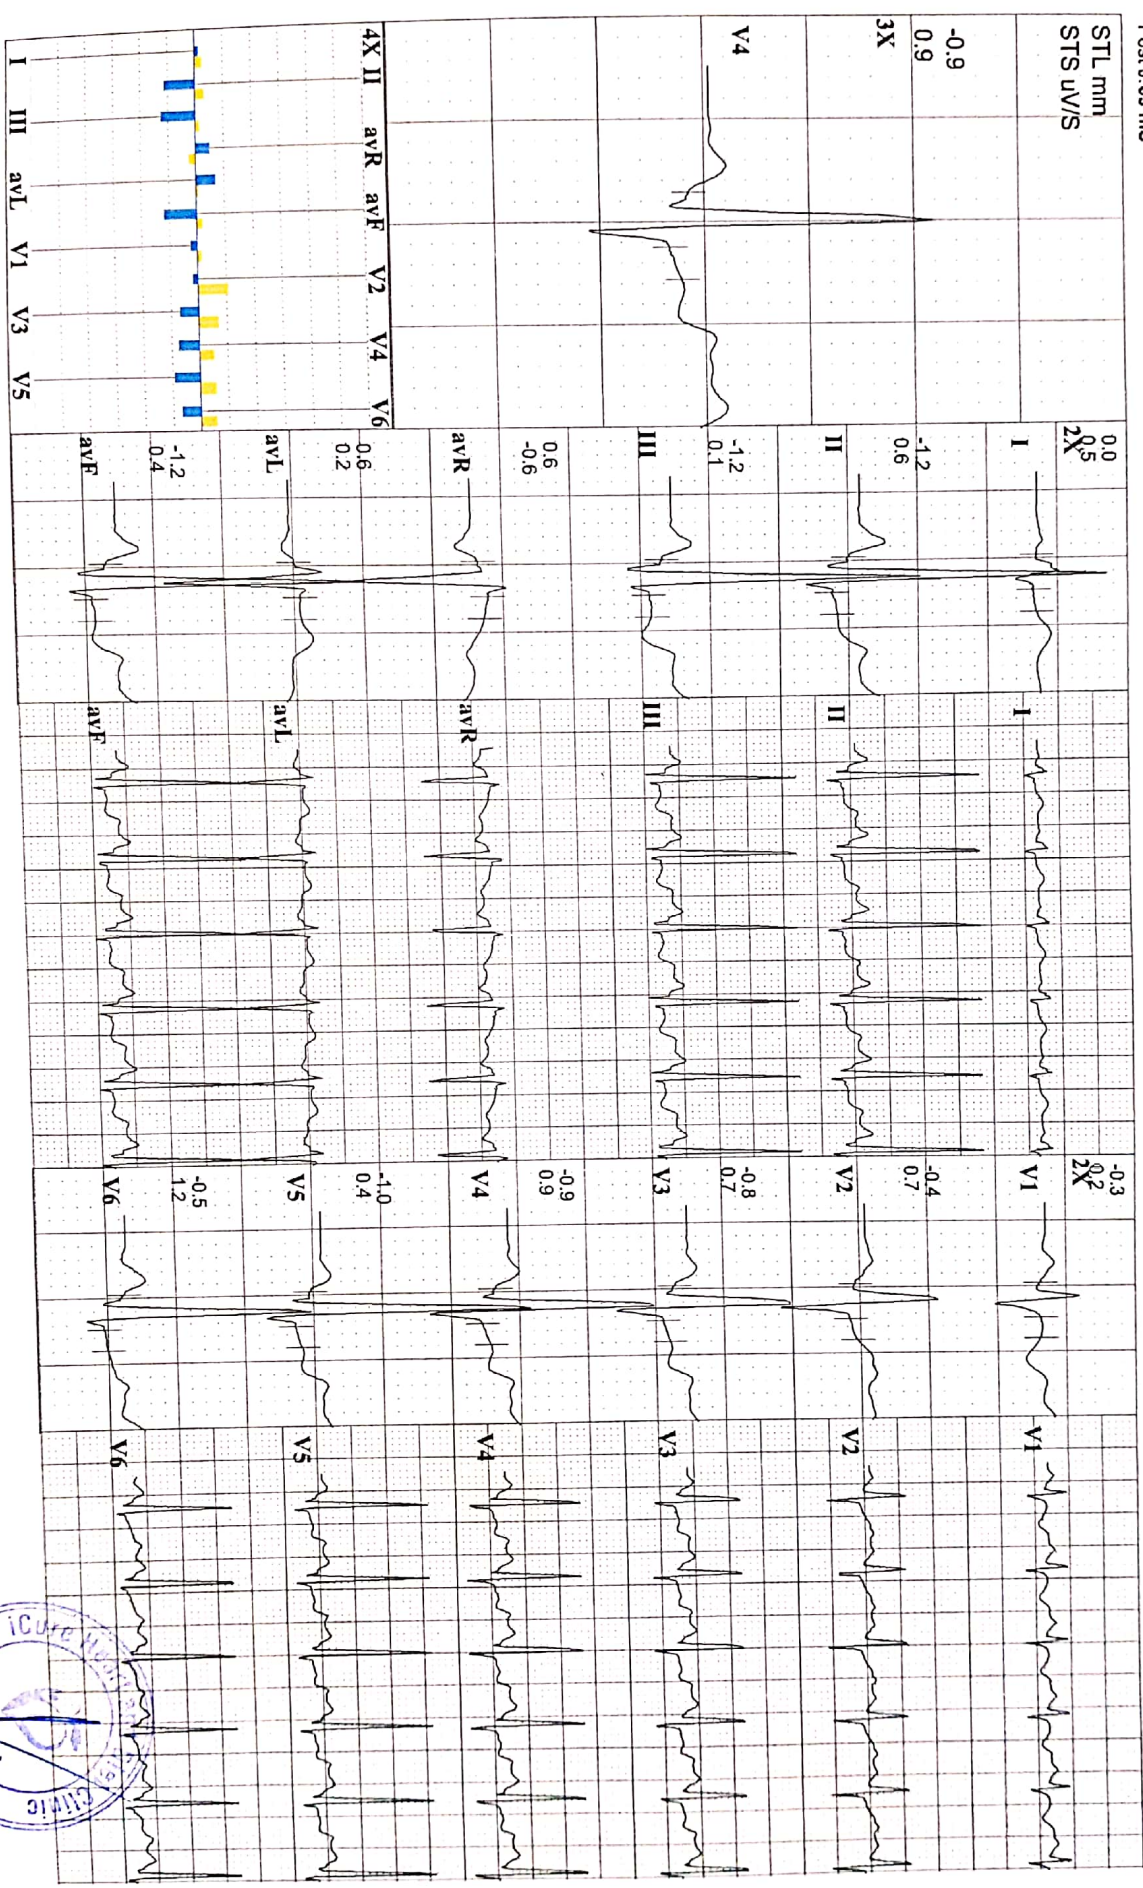 STL mm
STS uV/S
-0.9
0.9
3X
V4
4X II avR avF V2 V4 V6
I III avL V1 V3 V5
0.0
0.5
2X
I
-1.2
0.6
II
-1.2
0.1
III
0.6
-0.6
avR
0.6
0.2
avL
-1.2
0.4
avF
I
II
III
avR
avL
avF
-0.3
0.2
2X
V1
-0.4
0.7
V2
-0.8
0.7
V3
-0.9
0.9
V4
-1.0
0.4
V5
-0.5
1.2
V6
V1
V2
V3
V4
V5
V6
iCure
Clinic